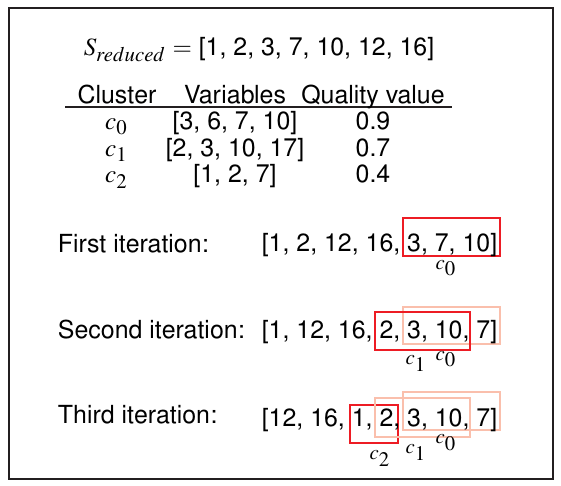 S_reduced = [1, 2, 3, 7, 10, 12, 16]
Cluster Variables Quality value
c_0 [3, 6, 7, 10] 0.9
c_1 [2, 3, 10, 17] 0.7
c_2 [1, 2, 7] 0.4
First iteration: [1, 2, 12, 16, 3, 7, 10]
c_0
Second iteration: [1, 12, 16, 2, 3, 10, 7]
c_1 c_0
Third iteration: [12, 16, 1, 2, 3, 10, 7]
c_2 c_1 c_0